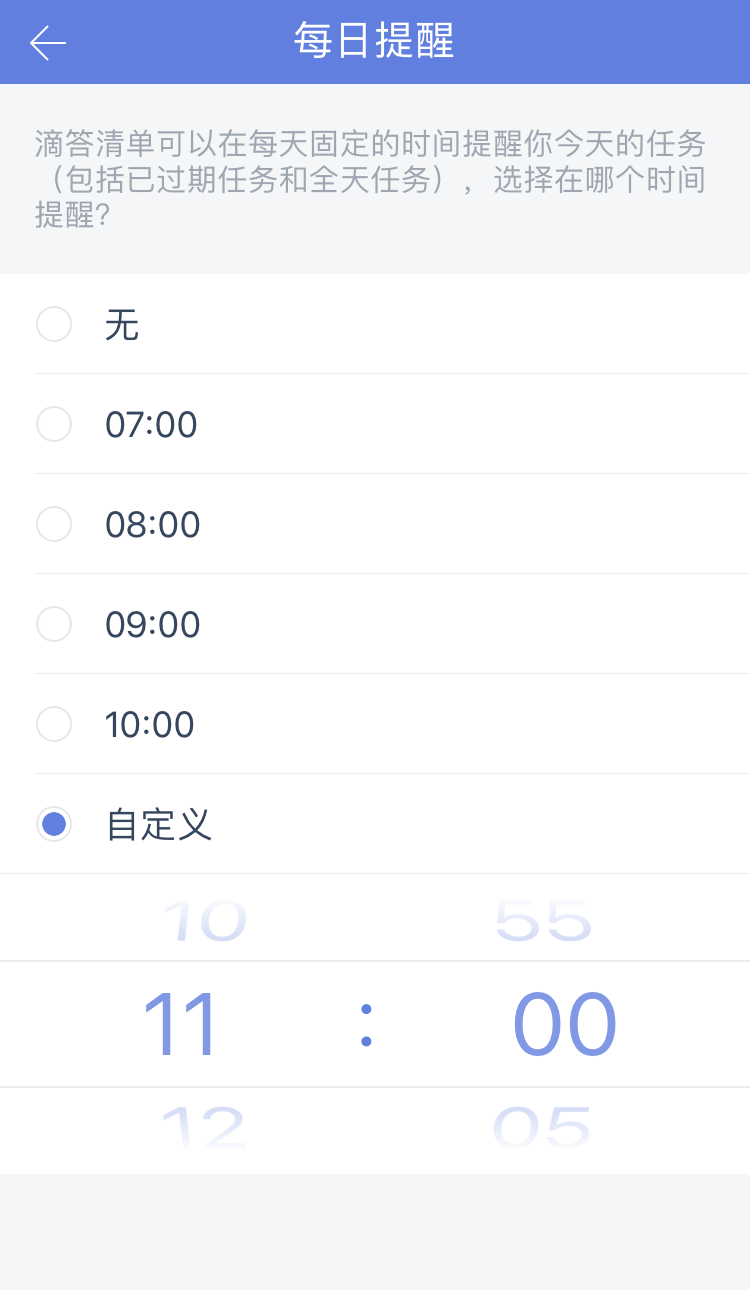 每日提醒
滴答清单可以在每天固定的时间提醒你今天的任务
（包括已过期任务和全天任务），选择在哪个时间
提醒?
无
07:00
08:00
09:00
10:00
自定义
10 55
11 : 00
12 05